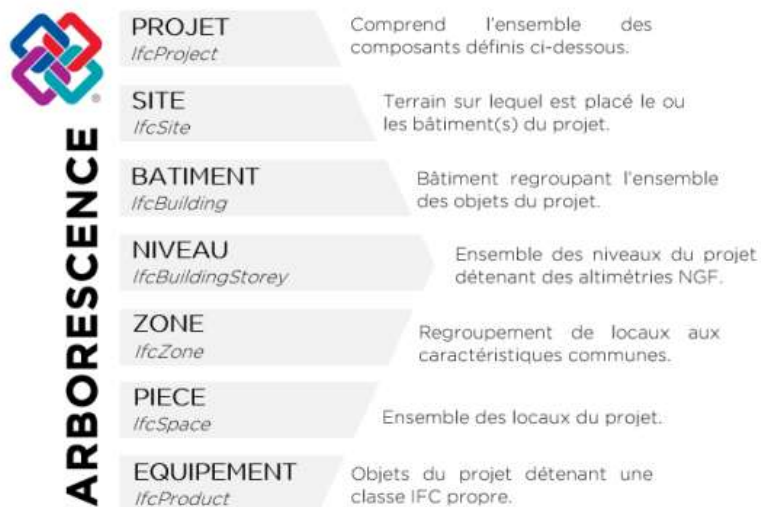 ARBORESCENCE
PROJET
IfcProject
Comprend l'ensemble des
composants définis ci-dessous.
SITE
IfcSite
Terrain sur lequel est placé le ou
les bâtiment(s) du projet.
BATIMENT
IfcBuilding
Bâtiment regroupant l'ensemble
des objets du projet.
NIVEAU
IfcBuildingStorey
Ensemble des niveaux du projet
détenant des altimétries NGF.
ZONE
IfcZone
Regroupement de locaux aux
caractéristiques communes.
PIECE
IfcSpace
Ensemble des locaux du projet.
EQUIPEMENT
IfcProduct
Objets du projet détenant une
classe IFC propre.